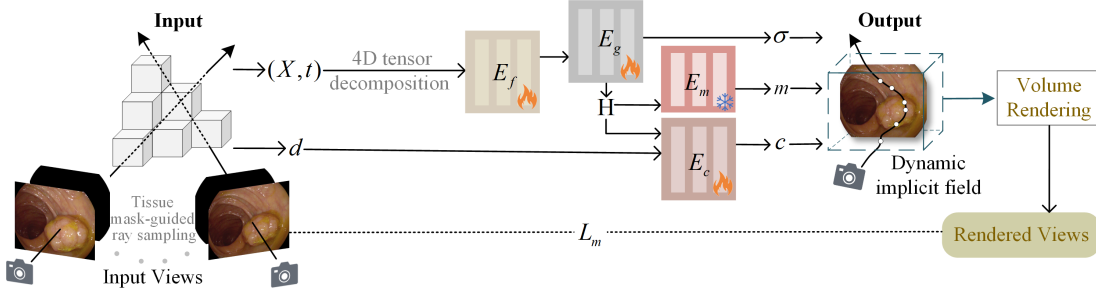 Input
(X, t)
4D tensor
decomposition
E_f
E_g
σ
H
E_m
m
d
E_c
c
Output
Dynamic
implicit field
Volume
Rendering
Rendered Views
L_m
Tissue
mask-guided
ray sampling
Input Views